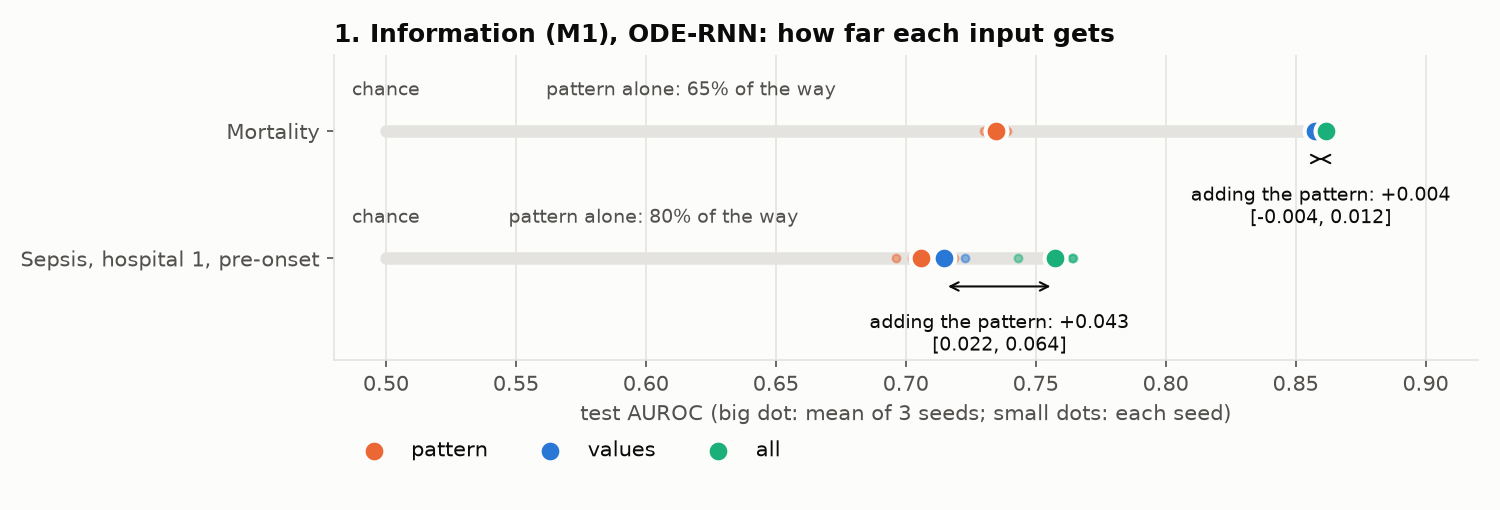 1. Information (M1), ODE-RNN: how far each input gets
chance
pattern alone: 65% of the way
Mortality
adding the pattern: +0.004
[-0.004, 0.012]
chance
pattern alone: 80% of the way
Sepsis, hospital 1, pre-onset
adding the pattern: +0.043
[0.022, 0.064]
0.50 0.55 0.60 0.65 0.70 0.75 0.80 0.85 0.90
test AUROC (big dot: mean of 3 seeds; small dots: each seed)
pattern values all